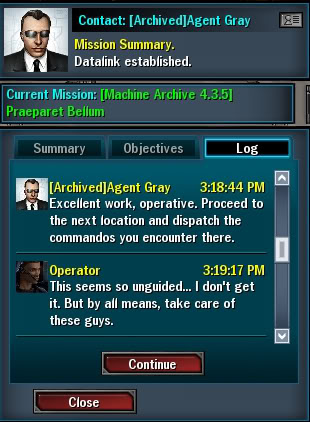 Contact: [Archived]Agent Gray
Mission Summary.
Datalink established.
Current Mission: [Machine Archive 4.3.5]
Praeparet Bellum
Summary
Objectives
Log
[Archived]Agent Gray 3:18:44 PM
Excellent work, operative. Proceed to
the next location and dispatch the
commandos you encounter there.
Operator 3:19:17 PM
This seems so unguided... I don't get
it. But by all means, take care of
these guys.
Continue
Close